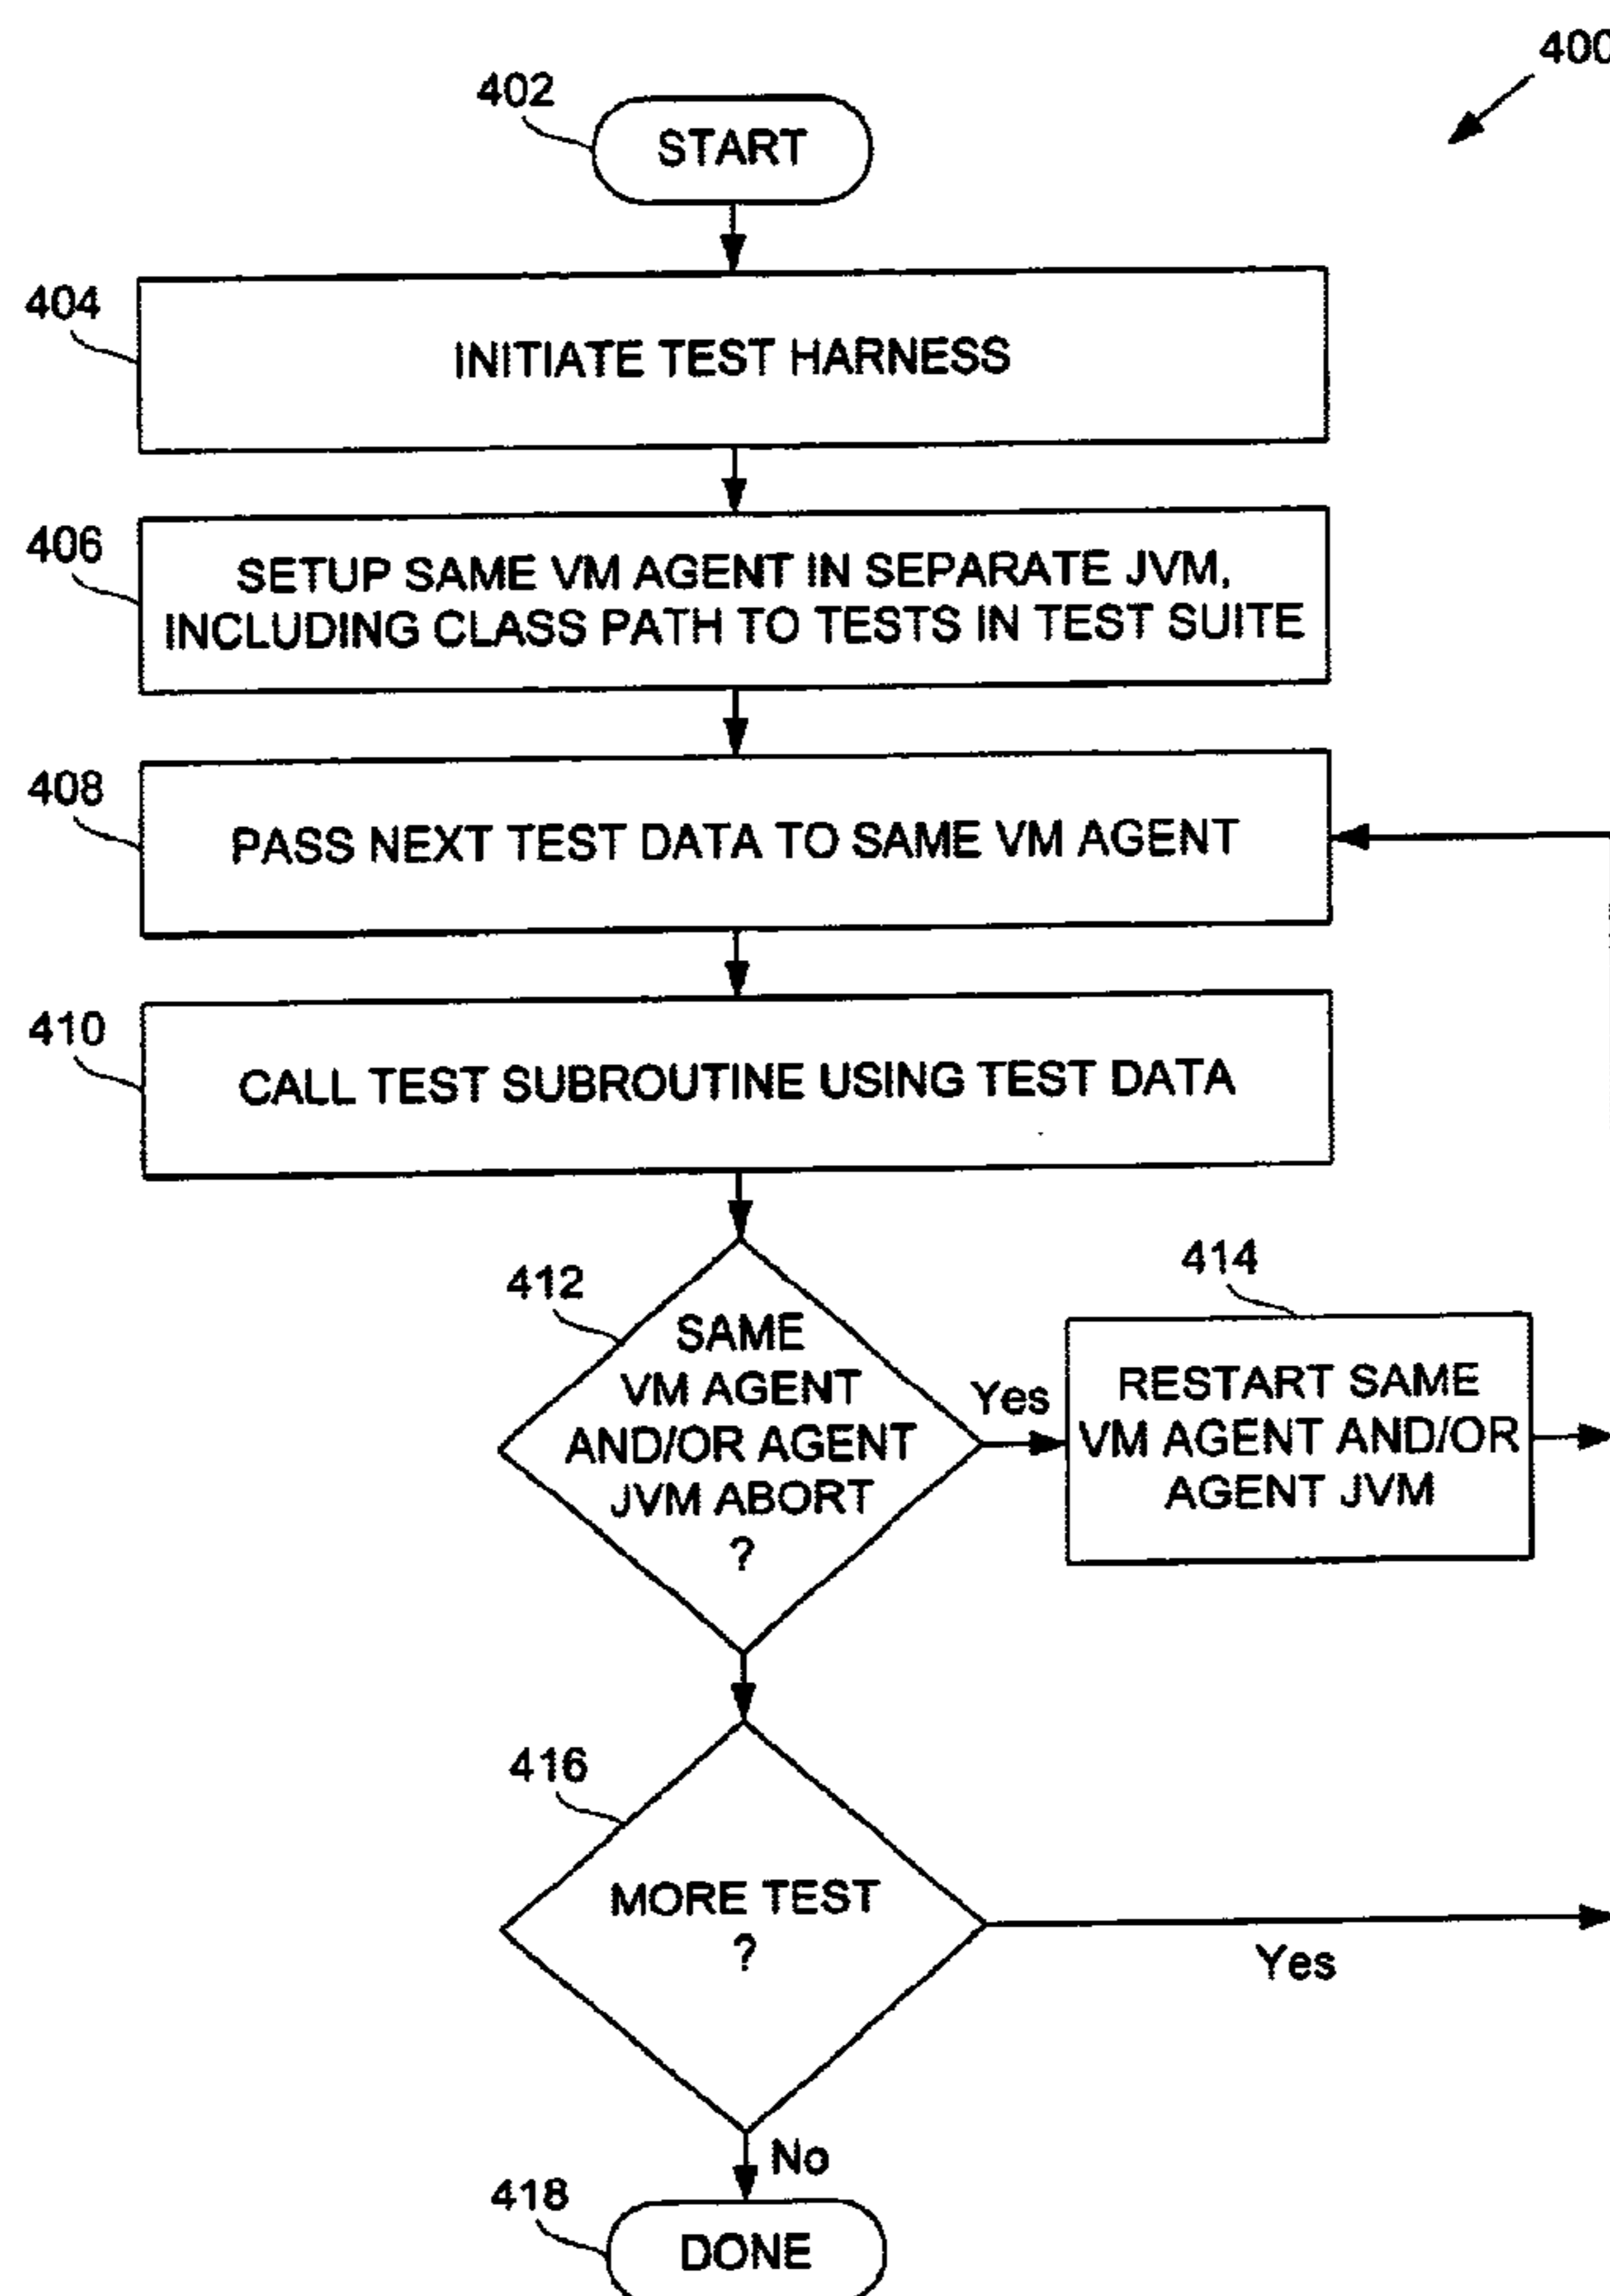 400
402
START
404
INITIATE TEST HARNESS
406
SETUP SAME VM AGENT IN SEPARATE JVM,
INCLUDING CLASS PATH TO TESTS IN TEST SUITE
408
PASS NEXT TEST DATA TO SAME VM AGENT
410
CALL TEST SUBROUTINE USING TEST DATA
412
SAME
VM AGENT
AND/OR AGENT
JVM ABORT
?
Yes
414
RESTART SAME
VM AGENT AND/OR
AGENT JVM
416
MORE TEST
?
Yes
No
418
DONE